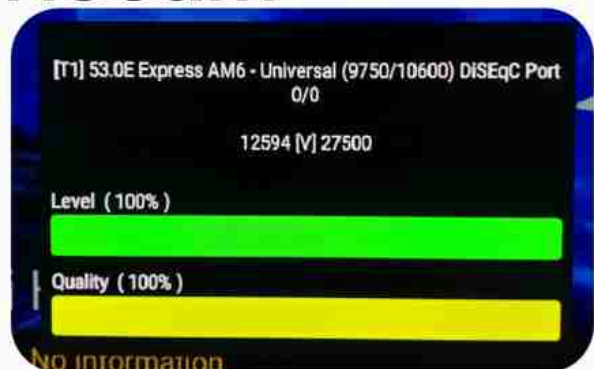 [T1] 53.0E Express AM6 - Universal (9750/10600) DiSEqC Port
0/0
12594 [V] 27500
Level ( 100% )
Quality ( 100% )
No information